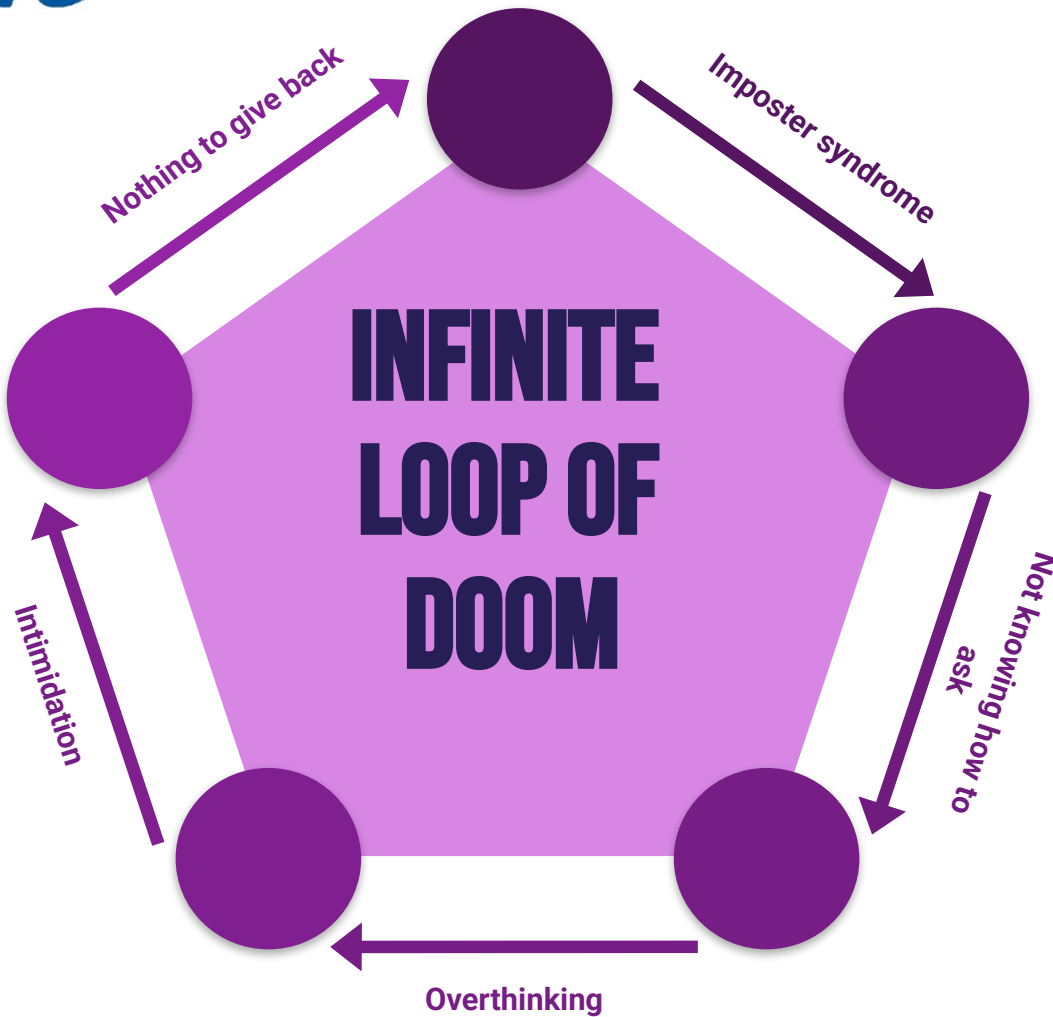 INFINITE
LOOP OF
DOOM
Imposter syndrome
Not knowing how to
ask
Overthinking
Intimidation
Nothing to give back